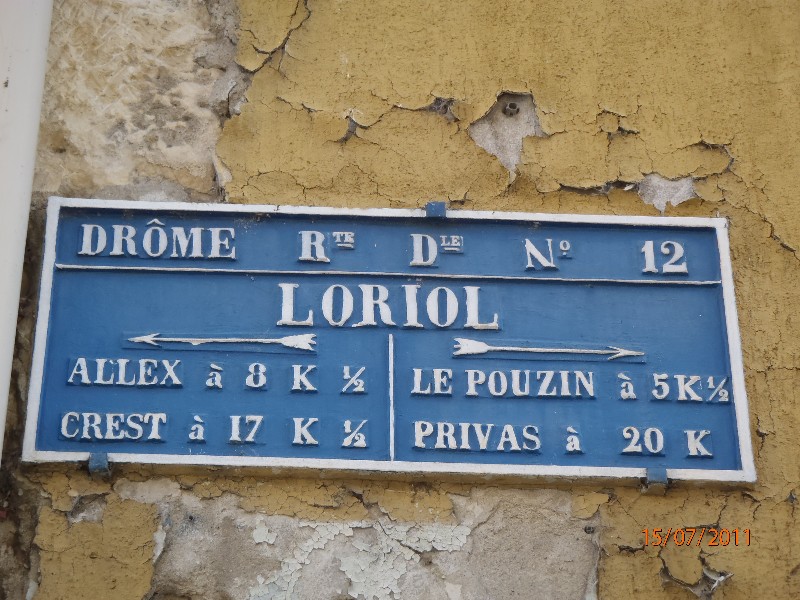 DRÔME RTE DLE No 12
LORIOL
ALLEX à 8 K ½ LE POUZIN à 5K½
CREST à 17 K ½ PRIVAS à 20 K
15/07/2011